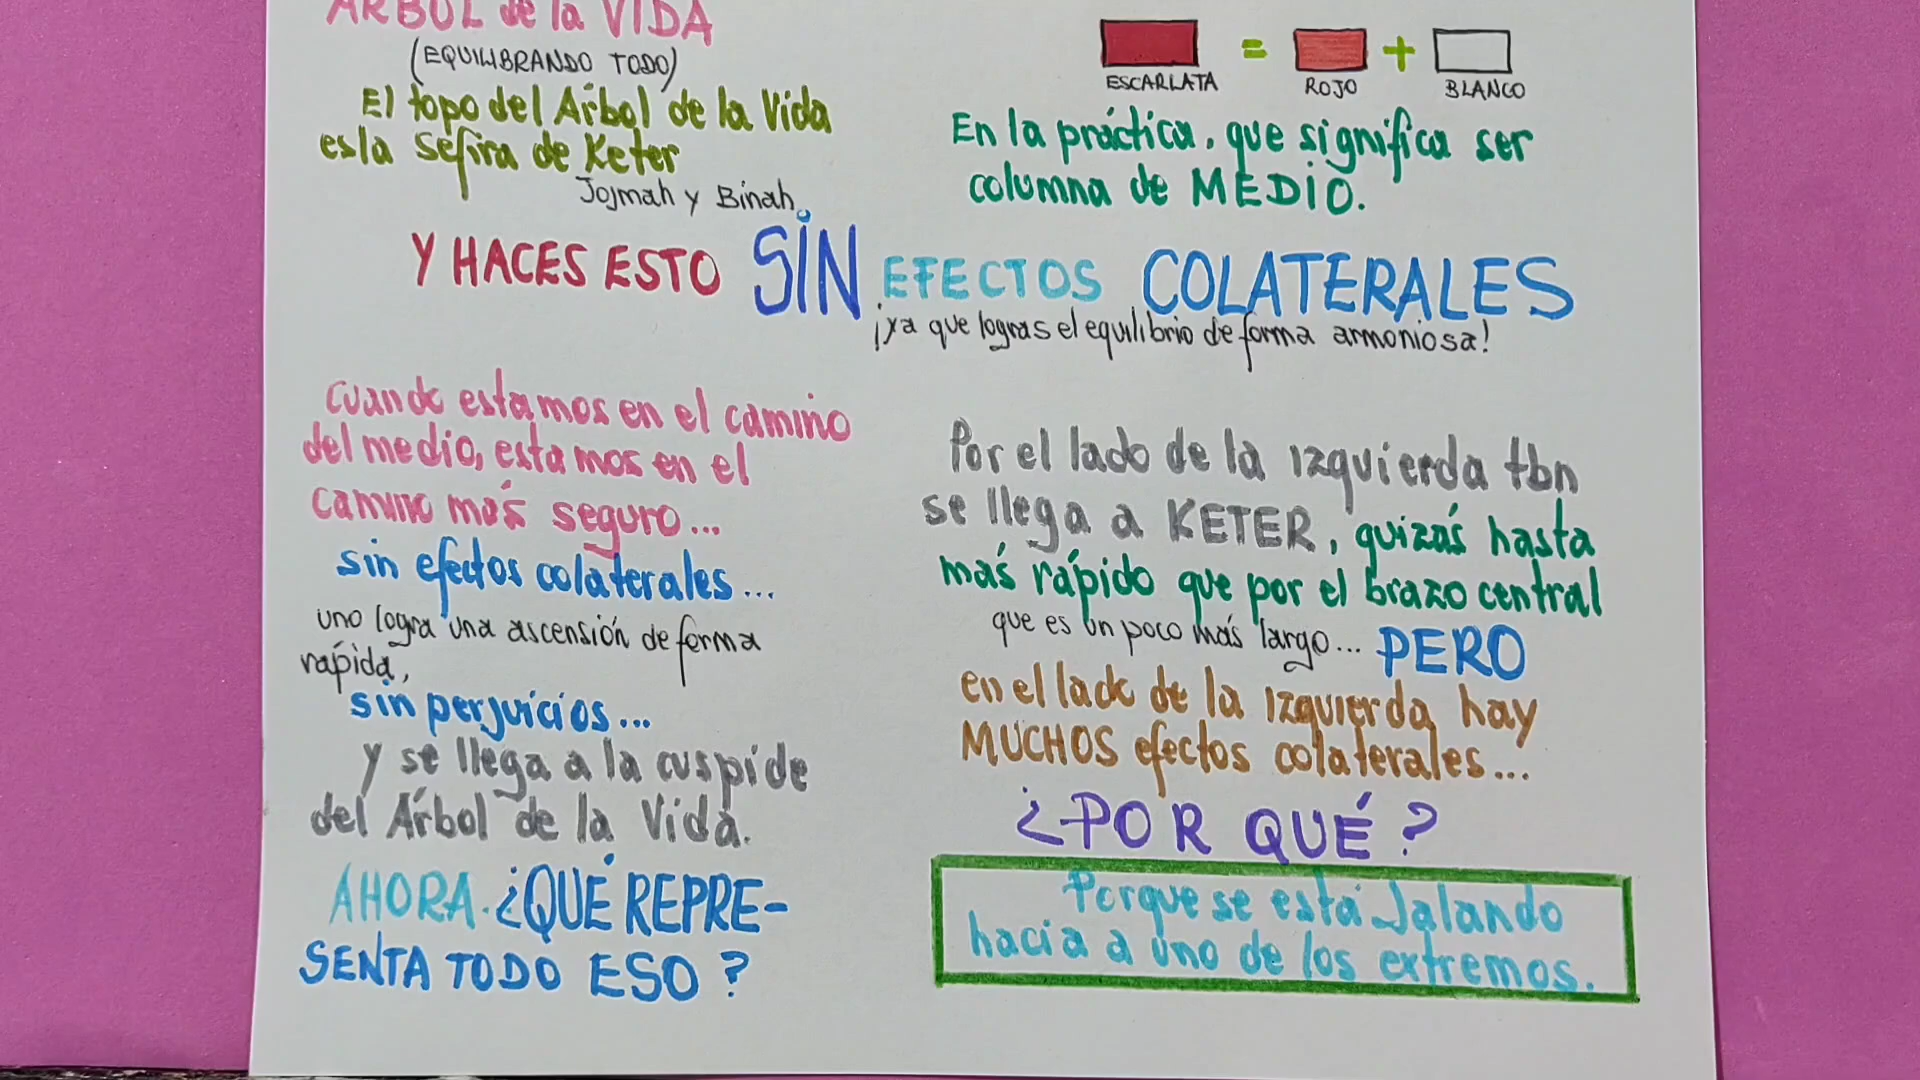 ÁRBOL de la VIDA
(EQUILIBRANDO TODO)
El topo del Árbol de la Vida
es la Sefira de Keter
Jojmah y Binah.
ESCARLATA = ROJO + BLANCO
En la práctica, que significa ser
columna de MEDIO.
Y HACES ESTO SIN EFECTOS COLATERALES
¡ya que logras el equilibrio de forma armoniosa!
Cuando estamos en el camino
del medio, estamos en el
camino más seguro...
sin efectos colaterales...
uno logra una ascensión de forma
rápida,
sin perjuicios...
y se llega a la cuspide
del Árbol de la Vida.
AHORA. ¿QUÉ REPRE-
SENTA TODO ESO?
Por el lado de la izquierda tbn
se llega a KETER, quizás hasta
más rápido que por el brazo central
que es un poco más largo... PERO
en el lado de la izquierda hay
MUCHOS efectos colaterales...
¿POR QUÉ?
Porque se está Jalando
hacia a uno de los extremos.